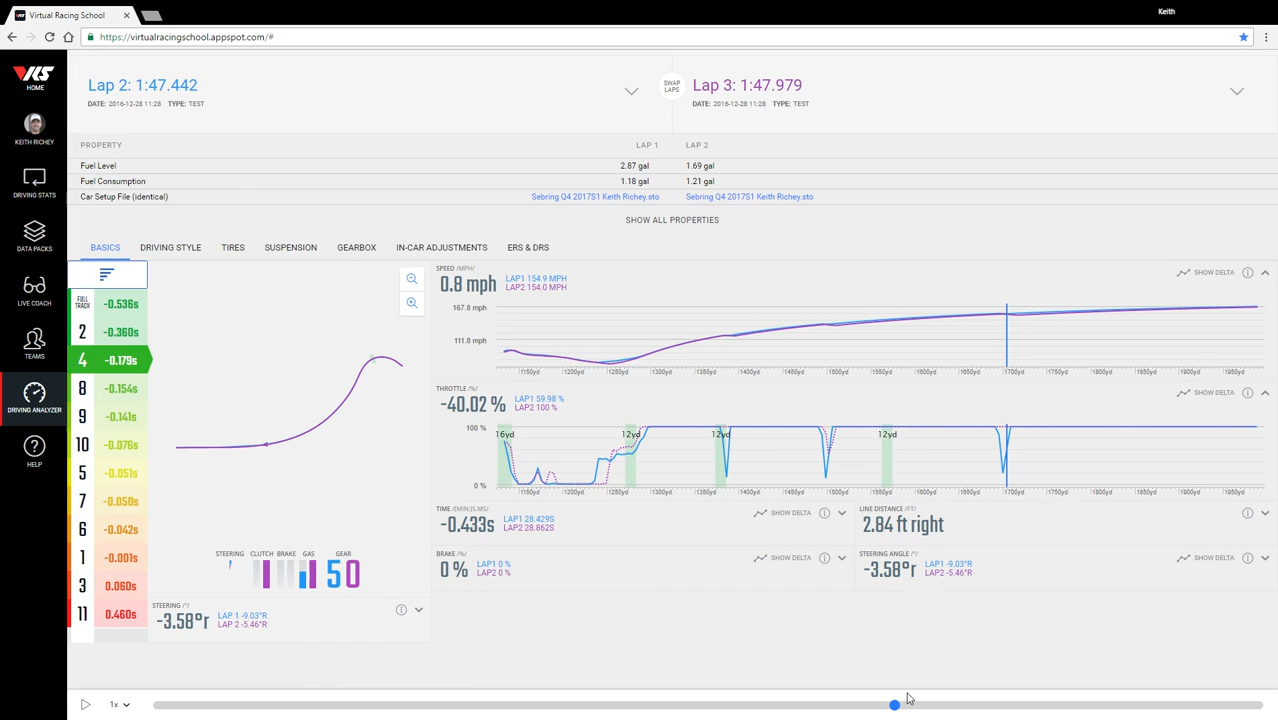 Virtual Racing School
Keith
https://virtualracingschool.appspot.com/#
VRS
HOME
KEITH RICHEY
DRIVING STATS
DATA PACKS
LIVE COACH
TEAMS
DRIVING ANALYZER
HELP
Lap 2: 1:47.442
DATE: 2016-12-28 11:28 TYPE: TEST
SWAP
LAPS
Lap 3: 1:47.979
DATE: 2016-12-28 11:28 TYPE: TEST
PROPERTY LAP 1 LAP 2
Fuel Level 2.87 gal 1.69 gal
Fuel Consumption 1.18 gal 1.21 gal
Car Setup File (identical) Sebring Q4 2017S1 Keith Richey.sto Sebring Q4 2017S1 Keith Richey.sto
SHOW ALL PROPERTIES
BASICS DRIVING STYLE TIRES SUSPENSION GEARBOX IN-CAR ADJUSTMENTS ERS & DRS
FULL TRACK -0.536s
2 -0.360s
4 -0.179s
8 -0.154s
9 -0.141s
10 -0.076s
5 -0.051s
7 -0.050s
6 -0.042s
1 -0.001s
3 0.060s
11 0.460s
STEERING CLUTCH BRAKE GAS GEAR
5 0
STEERING /°/
-3.58°r
LAP 1 -9.03°R
LAP 2 -5.46°R
SPEED /MPH/
0.8 mph
LAP1 154.9 MPH
LAP2 154.0 MPH
SHOW DELTA
167.8 mph
111.8 mph
1150yd 1200yd 1250yd 1300yd 1350yd 1400yd 1450yd 1500yd 1550yd 1600yd 1650yd 1700yd 1750yd 1800yd 1850yd 1900yd 1950yd
THROTTLE /%/
-40.02 %
LAP1 59.98 %
LAP2 100 %
SHOW DELTA
100 %
16yd 12yd 12yd 12yd
0 %
1150yd 1200yd 1250yd 1300yd 1350yd 1400yd 1450yd 1500yd 1550yd 1600yd 1650yd 1700yd 1750yd 1800yd 1850yd 1900yd 1950yd
TIME /[MIN:]S.MS/
-0.433s
LAP1 28.429S
LAP2 28.862S
SHOW DELTA
LINE DISTANCE /FT/
2.84 ft right
BRAKE /%/
0 %
LAP1 0 %
LAP2 0 %
SHOW DELTA
STEERING ANGLE /°/
-3.58°r
LAP1 -9.03°R
LAP2 -5.46°R
SHOW DELTA
1x